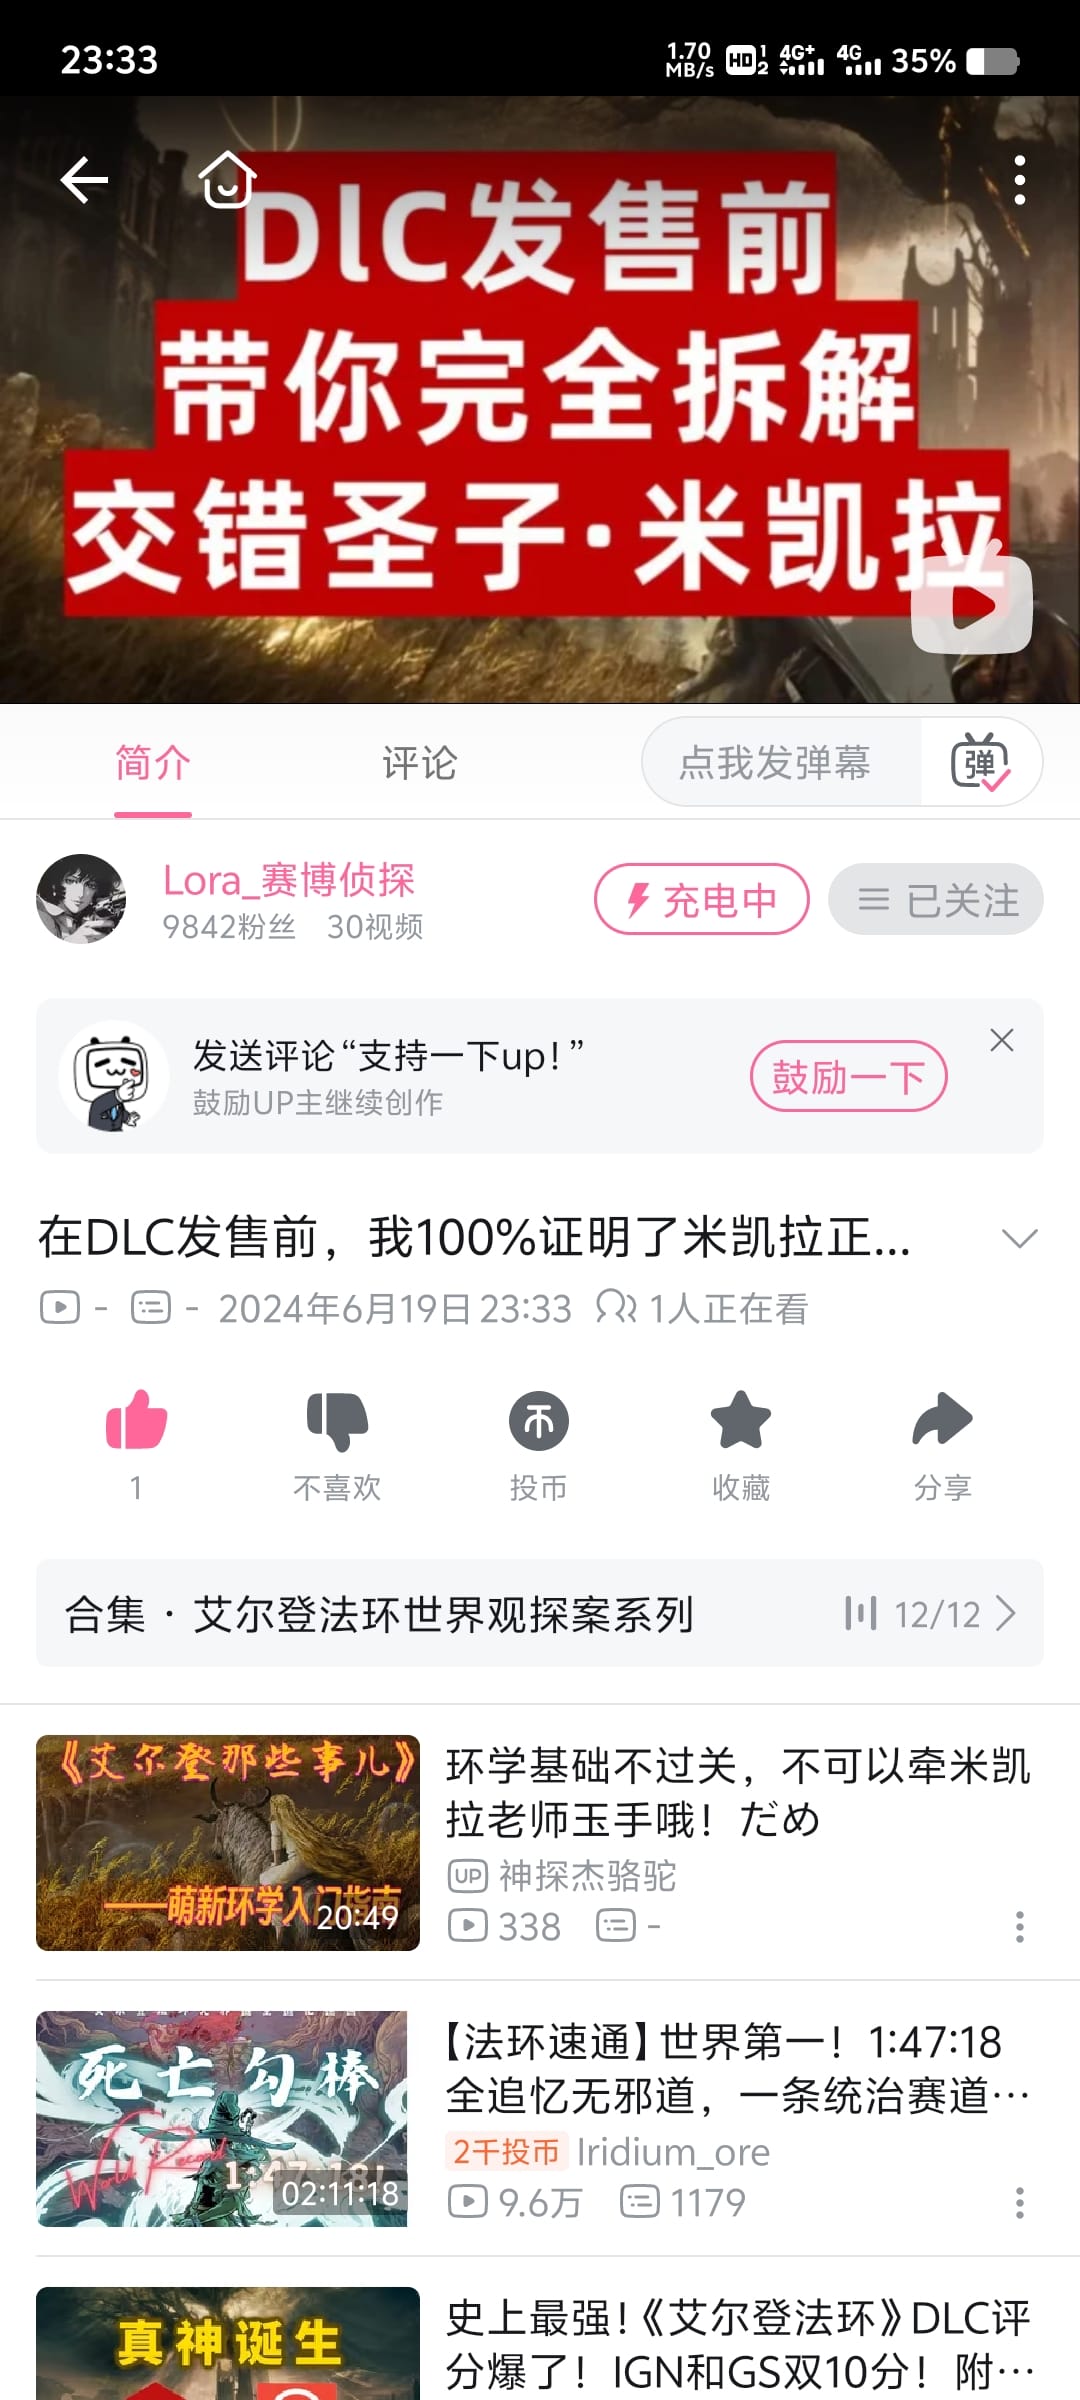 23:33
1.70
MB/s
HD 1 2
4G+
4G
35%
DlC发售前
带你完全拆解
交错圣子·米凯拉
简介
评论
点我发弹幕
弹
Lora_赛博侦探
9842粉丝 30视频
充电中
已关注
发送评论“支持一下up!”
鼓励UP主继续创作
鼓励一下
在DLC发售前，我100%证明了米凯拉正...
- - 2024年6月19日 23:33 1人正在看
1
不喜欢
投币
收藏
分享
合集 · 艾尔登法环世界观探案系列
12/12
《艾尔登那些事儿》
——萌新环学入门指南
20:49
环学基础不过关，不可以牵米凯
拉老师玉手哦！だめ
UP 神探杰骆驼
338 -
死亡勾棒
World Record
1:47:18!
02:11:18
【法环速通】世界第一！1:47:18
全追忆无邪道，一条统治赛道…
2千投币 Iridium_ore
9.6万 1179
真神诞生
史上最强!《艾尔登法环》DLC评
分爆了！IGN和GS双10分！附…